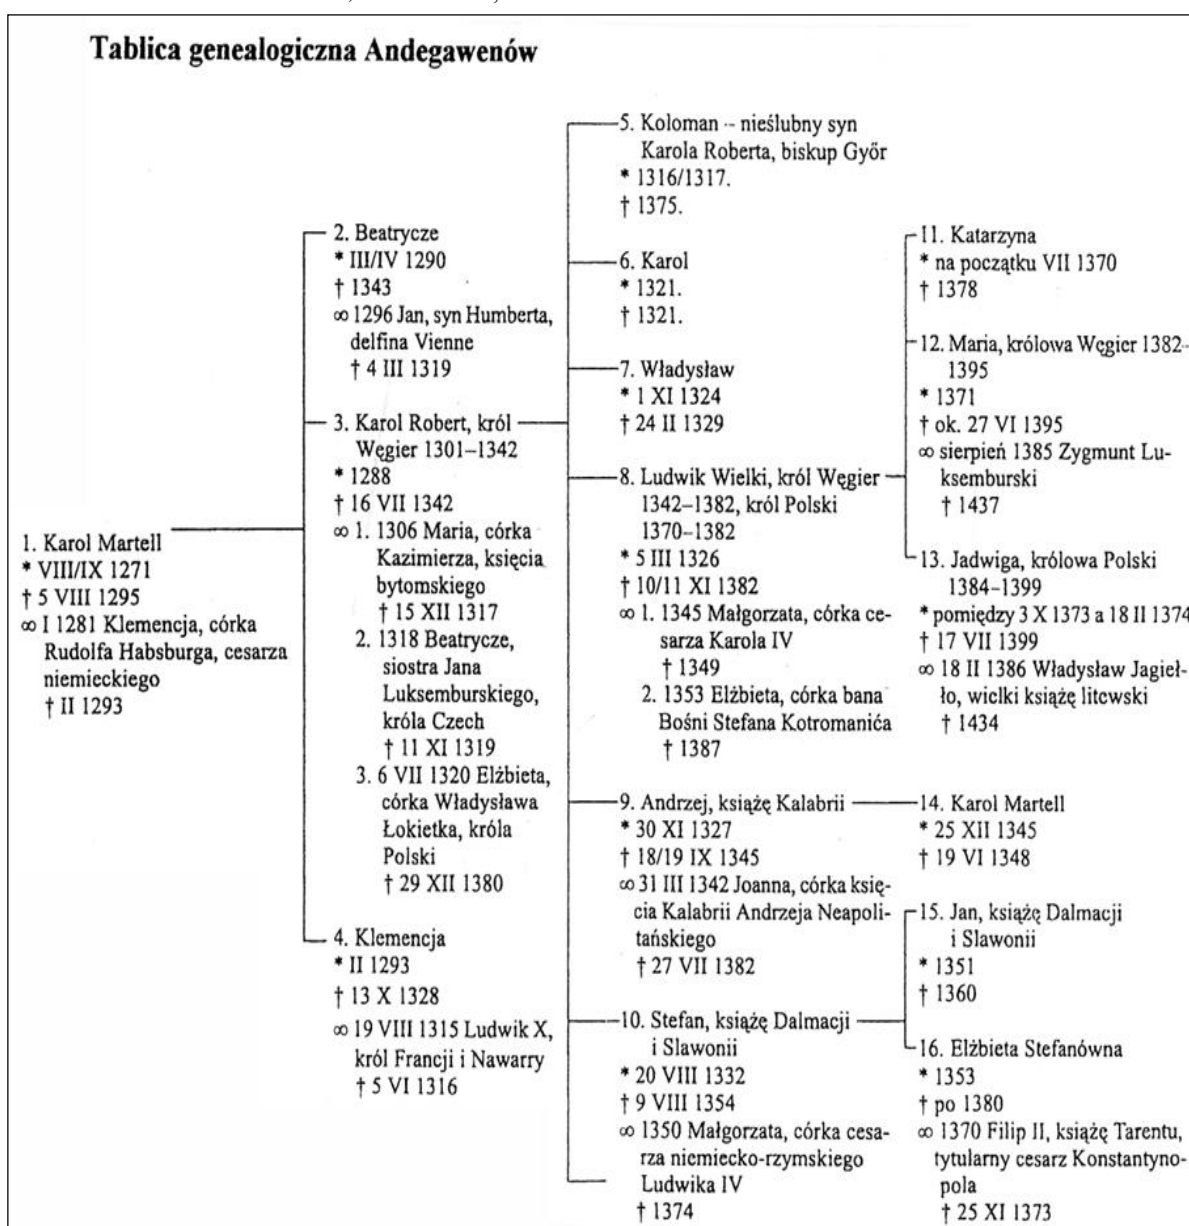 Tablica genealogiczna Andegawenów
1. Karol Martell
* VIII/IX 1271
† 5 VIII 1295
∞ I 1281 Klemencja, córka
Rudolfa Habsburga, cesarza
niemieckiego
† II 1293
2. Beatrycze
* III/IV 1290
† 1343
∞ 1296 Jan, syn Humberta,
delfina Vienne
† 4 III 1319
3. Karol Robert, król
Węgier 1301–1342
* 1288
† 16 VII 1342
∞ 1. 1306 Maria, córka
Kazimierza, księcia
bytomskiego
† 15 XII 1317
2. 1318 Beatrycze,
siostra Jana
Luksemburskiego,
króla Czech
† 11 XI 1319
3. 6 VII 1320 Elżbieta,
córka Władysława
Łokietka, króla
Polski
† 29 XII 1380
4. Klemencja
* II 1293
† 13 X 1328
∞ 19 VIII 1315 Ludwik X,
król Francji i Nawarry
† 5 VI 1316
5. Koloman – nieślubny syn
Karola Roberta, biskup Győr
* 1316/1317.
† 1375.
6. Karol
* 1321.
† 1321.
7. Władysław
* 1 XI 1324
† 24 II 1329
8. Ludwik Wielki, król Węgier
1342–1382, król Polski
1370–1382
* 5 III 1326
† 10/11 XI 1382
∞ 1. 1345 Małgorzata, córka ce-
sarza Karola IV
† 1349
2. 1353 Elżbieta, córka bana
Bośni Stefana Kotromanića
† 1387
9. Andrzej, książę Kalabrii
* 30 XI 1327
† 18/19 IX 1345
∞ 31 III 1342 Joanna, córka księ-
cia Kalabrii Andrzeja Neapoli-
tańskiego
† 27 VII 1382
10. Stefan, książę Dalmacji
i Slawonii
* 20 VIII 1332
† 9 VIII 1354
∞ 1350 Małgorzata, córka cesa-
rza niemiecko-rzymskiego
Ludwika IV
† 1374
11. Katarzyna
* na początku VII 1370
† 1378
12. Maria, królowa Węgier 1382–
1395
* 1371
† ok. 27 VI 1395
∞ sierpień 1385 Zygmunt Lu-
ksemburski
† 1437
13. Jadwiga, królowa Polski
1384–1399
* pomiędzy 3 X 1373 a 18 II 1374
† 17 VII 1399
∞ 18 II 1386 Władysław Jagieł-
ło, wielki książę litewski
† 1434
14. Karol Martell
* 25 XII 1345
† 19 VI 1348
15. Jan, książę Dalmacji
i Slawonii
* 1351
† 1360
16. Elżbieta Stefanówna
* 1353
† po 1380
∞ 1370 Filip II, książę Tarentu,
tytularny cesarz Konstantyno-
pola
† 25 XI 1373